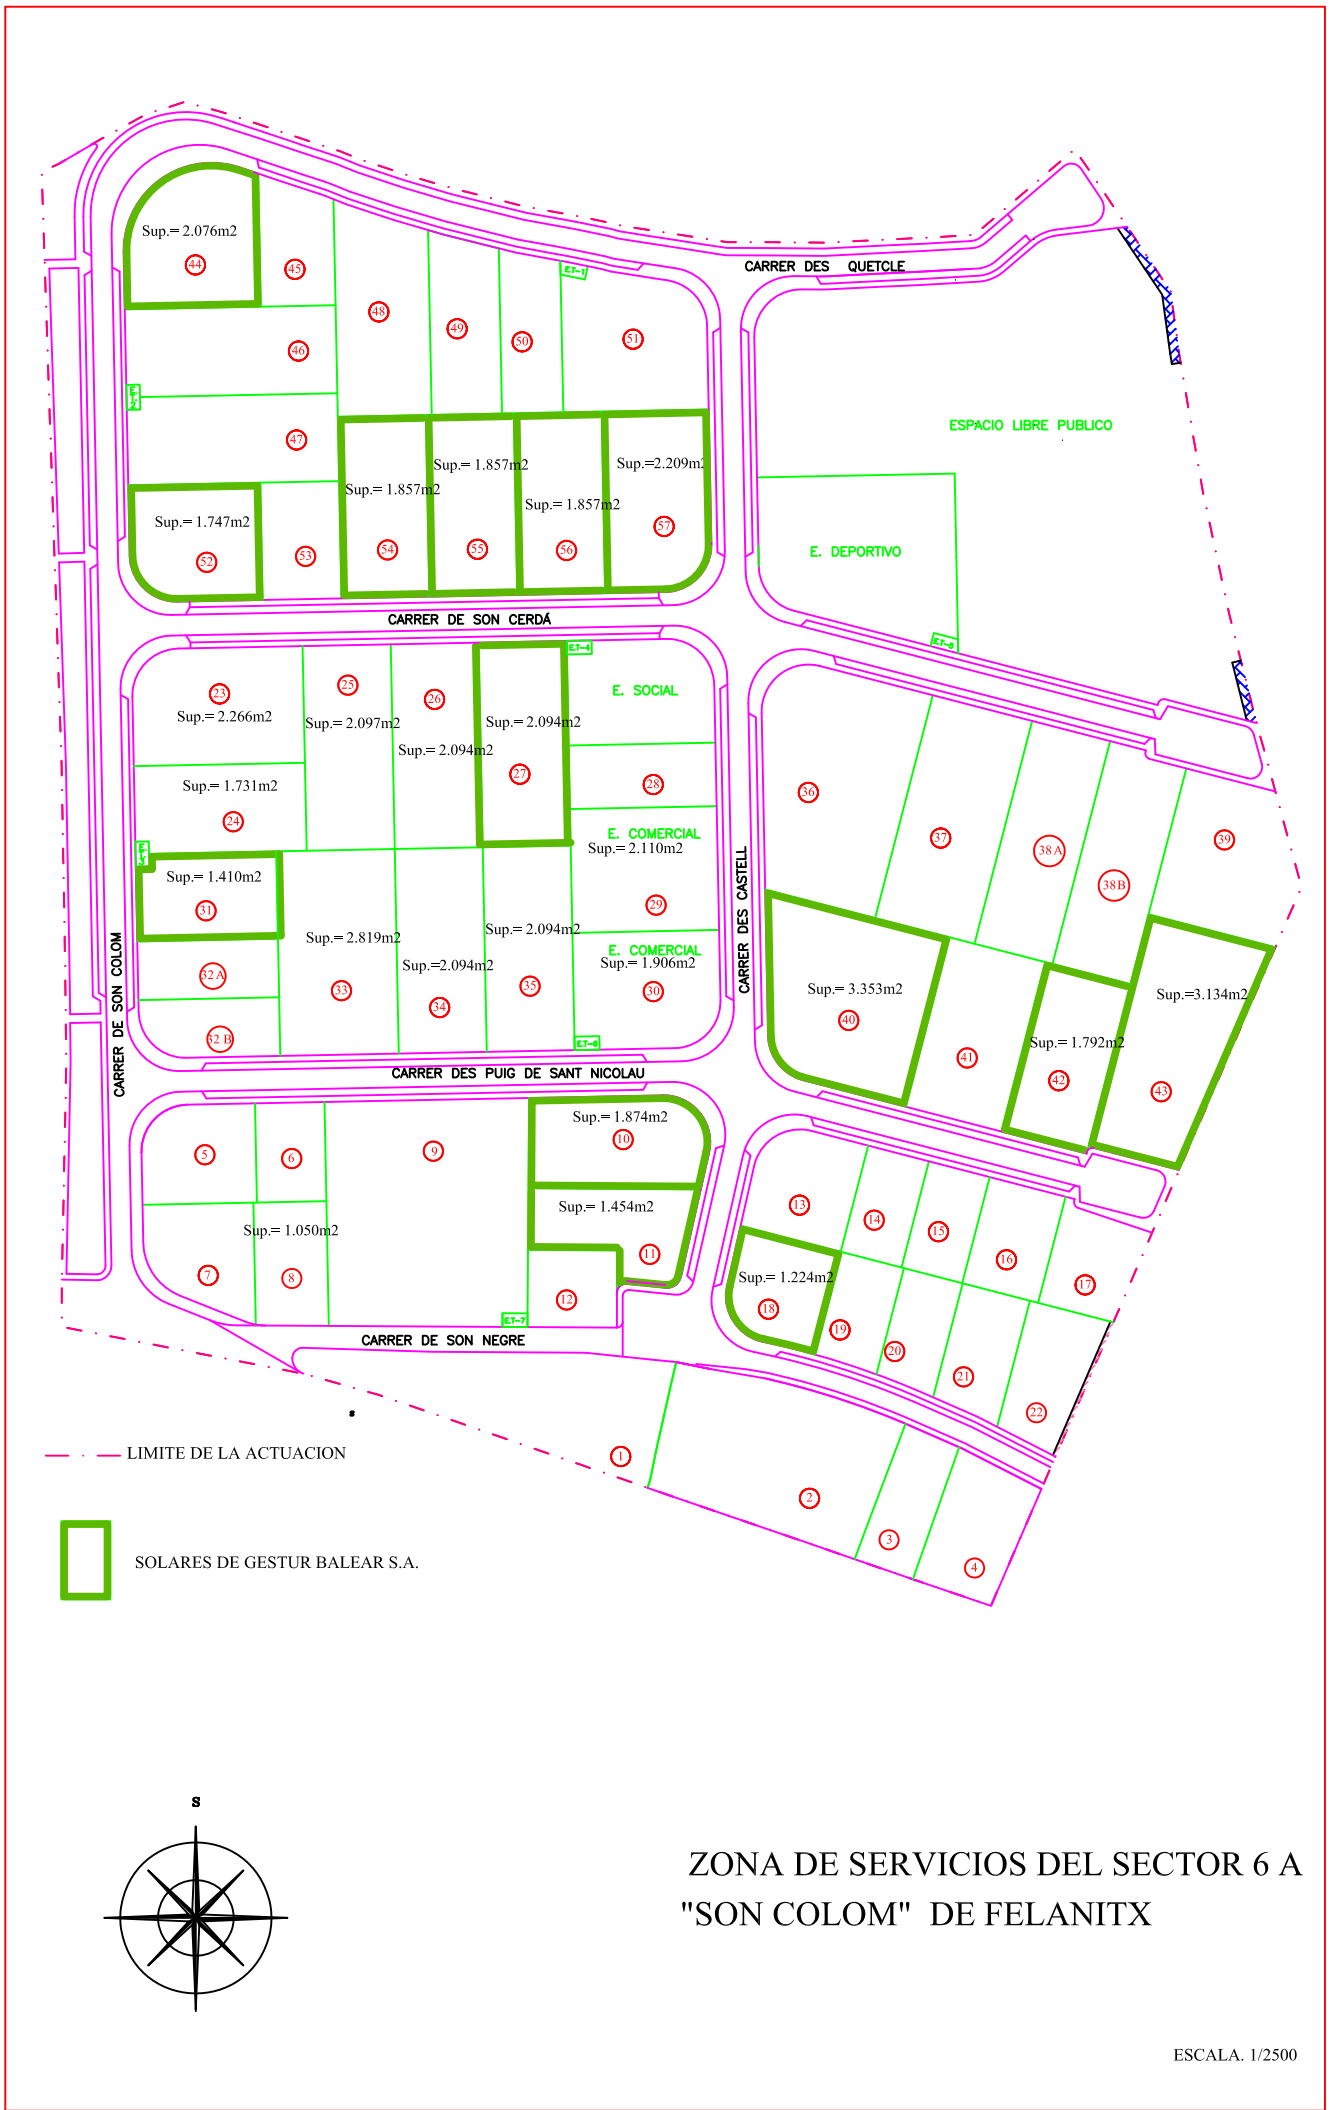 CARRER DES QUETCLE
Sup.= 2.076m2
44
45
46
47
48
49
50
51
E.T-1
E.T-2
ESPACIO LIBRE PUBLICO
E. DEPORTIVO
E.T-5
Sup.= 1.747m2
52
53
Sup.= 1.857m2
54
Sup.= 1.857m2
55
Sup.= 1.857m2
56
Sup.=2.209m2
57
CARRER DE SON CERDÁ
23
Sup.= 2.266m2
25
Sup.= 2.097m2
26
Sup.= 2.094m2
Sup.= 2.094m2
27
E.T-4
E. SOCIAL
28
Sup.= 1.731m2
24
E.T-3
Sup.= 1.410m2
31
32A
32 B
Sup.= 2.819m2
33
Sup.=2.094m2
34
Sup.= 2.094m2
35
E. COMERCIAL
Sup.= 2.110m2
29
E. COMERCIAL
Sup.= 1.906m2
30
E.T-6
CARRER DE SON COLOM
CARRER DES CASTELL
36
37
38A
38B
39
Sup.= 3.353m2
40
41
Sup.= 1.792m2
42
Sup.=3.134m2
43
CARRER DES PUIG DE SANT NICOLAU
5
6
9
Sup.= 1.874m2
10
Sup.= 1.454m2
11
Sup.= 1.050m2
7
8
12
E.T-7
13
14
15
16
17
Sup.= 1.224m2
18
19
20
21
22
CARRER DE SON NEGRE
1
2
3
4
LIMITE DE LA ACTUACION
SOLARES DE GESTUR BALEAR S.A.
S
ZONA DE SERVICIOS DEL SECTOR 6 A
"SON COLOM" DE FELANITX
ESCALA. 1/2500